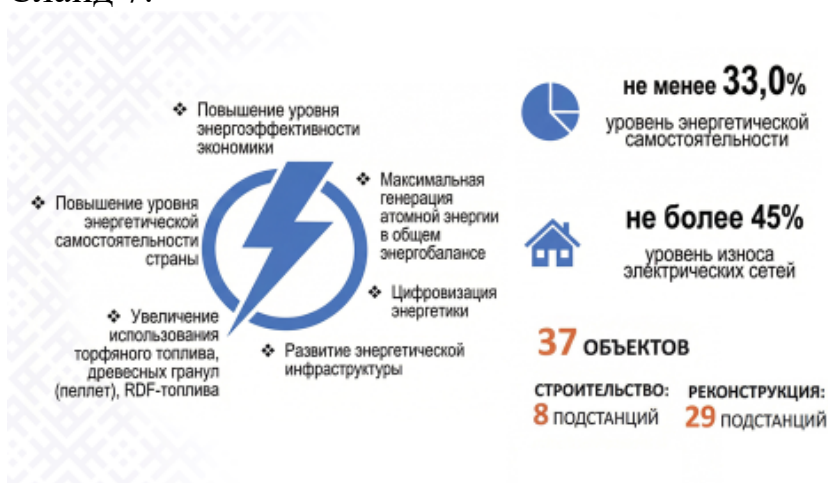 Слайд 7.
❖ Повышение уровня
энергоэффективности
экономики
❖ Повышение уровня
энергетической
самостоятельности
страны
❖ Максимальная
генерация
атомной энергии
в общем
энергобалансе
❖ Цифровизация
энергетики
❖ Увеличение
использования
торфяного топлива,
древесных гранул
(пеллет), RDF-топлива
❖ Развитие энергетической
инфраструктуры
не менее 33,0%
уровень энергетической
самостоятельности
не более 45%
уровень износа
электрических сетей
37 ОБЪЕКТОВ
СТРОИТЕЛЬСТВО:
8 ПОДСТАНЦИЙ
РЕКОНСТРУКЦИЯ:
29 ПОДСТАНЦИЙ